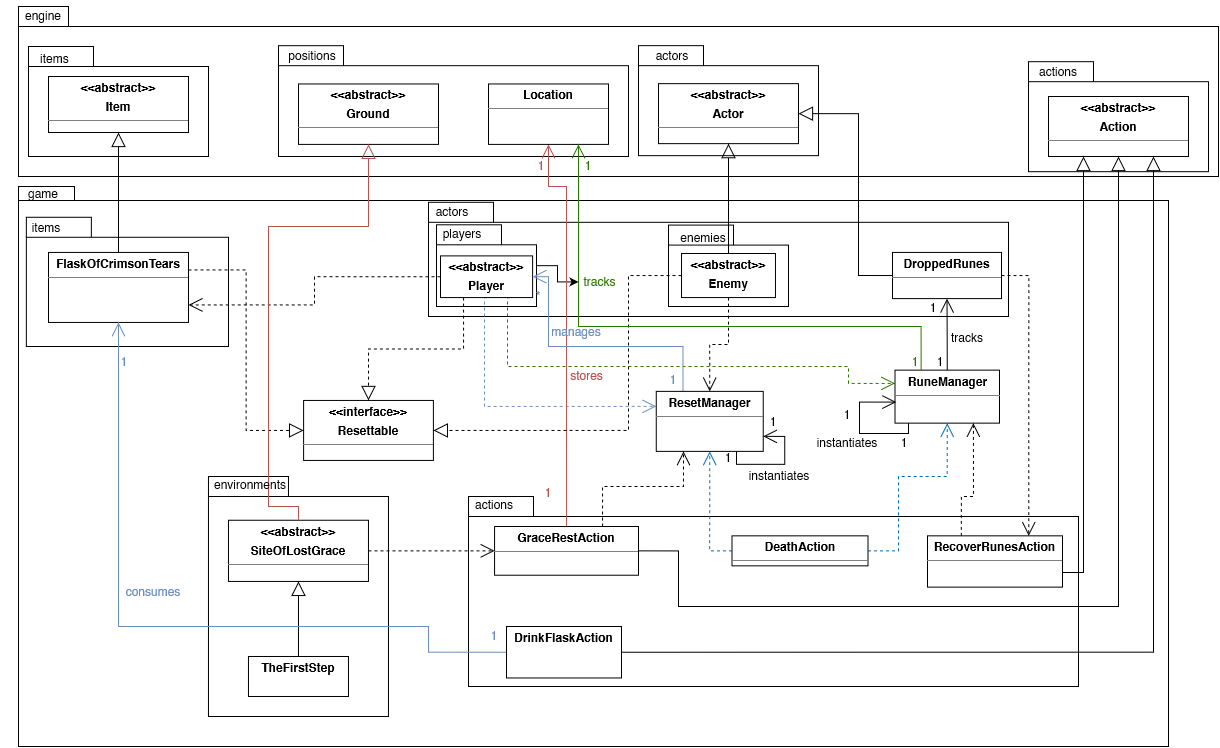 engine
items
<<abstract>>
Item
positions
<<abstract>>
Ground
Location
actors
<<abstract>>
Actor
actions
<<abstract>>
Action
1
1
game
items
FlaskOfCrimsonTears
actors
players
<<abstract>>
Player
*
tracks
enemies
<<abstract>>
Enemy
DroppedRunes
1
manages
tracks
1
1
1
stores
1
<<interface>>
Resettable
ResetManager
1
1
instantiates
RuneManager
1
1
instantiates
environments
<<abstract>>
SiteOfLostGrace
TheFirstStep
consumes
actions
1
GraceRestAction
DeathAction
RecoverRunesAction
1
DrinkFlaskAction